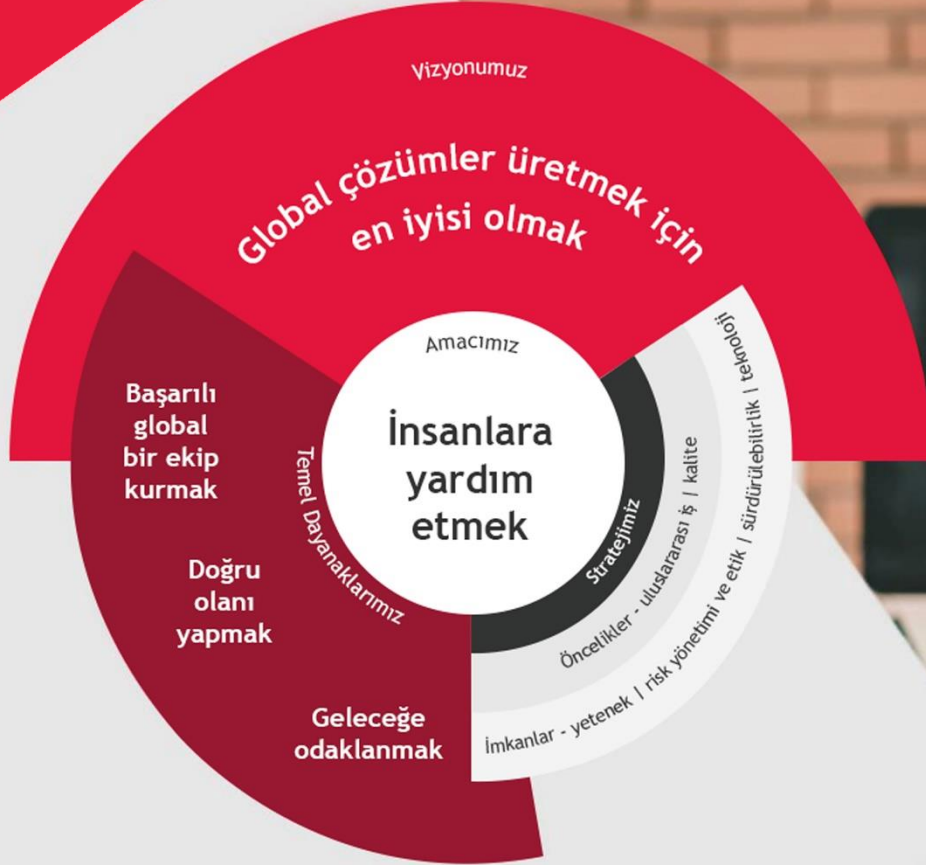 Vizyonumuz
Global çözümler üretmek için
en iyisi olmak
Amacımız
İnsanlara
yardım
etmek
Temel Dayanaklarımız
Başarılı
global
bir ekip
kurmak
Doğru
olanı
yapmak
Geleceğe
odaklanmak
Stratejimiz
Öncelikler - uluslararası iş | kalite
İmkanlar - yetenek | risk yönetimi ve etik | sürdürülebilirlik | teknoloji